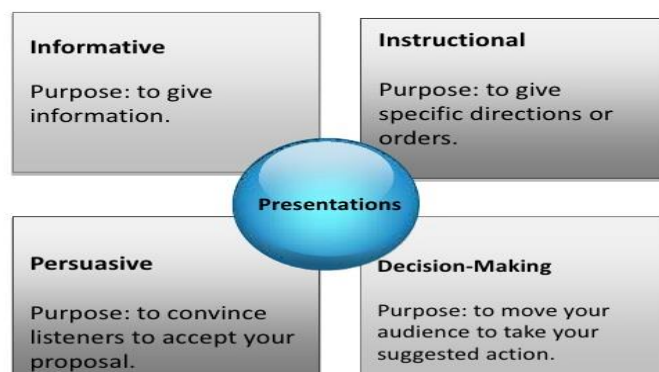 Informative
Purpose: to give
information.
Instructional
Purpose: to give
specific directions or
orders.
Presentations
Persuasive
Purpose: to convince
listeners to accept your
proposal.
Decision-Making
Purpose: to move your
audience to take your
suggested action.